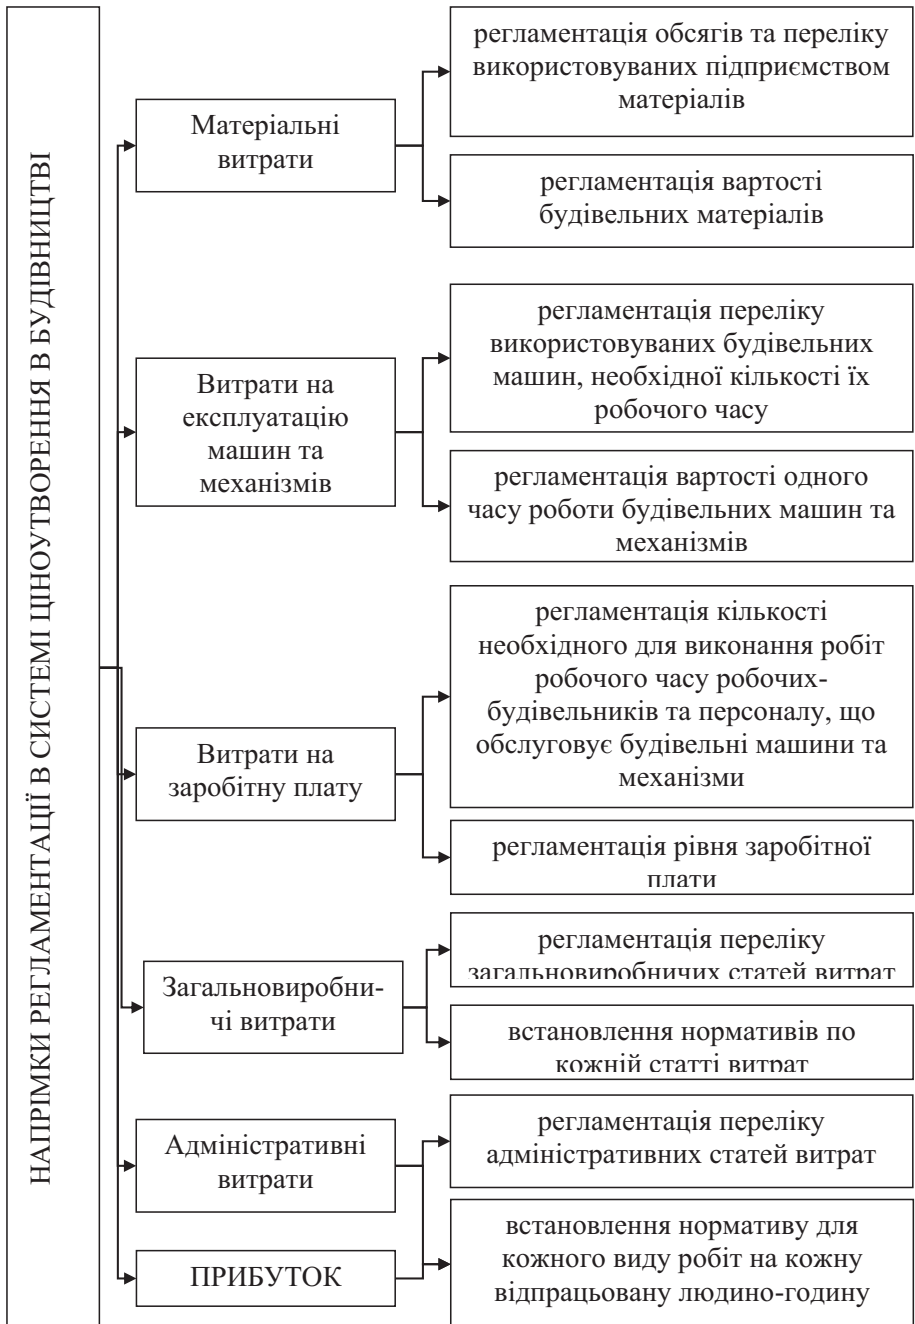 НАПРІМКИ РЕГЛАМЕНТАЦІЇ В СИСТЕМІ ЦІНОУТВОРЕННЯ В БУДІВНИЦТВІ
Матеріальні
витрати
регламентація обсягів та переліку
використовуваних підприємством
матеріалів
регламентація вартості
будівельних матеріалів
Витрати на
експлуатацію
машин та
механізмів
регламентація переліку
використовуваних будівельних
машин, необхідної кількості їх
робочого часу
регламентація вартості одного
часу роботи будівельних машин та
механізмів
Витрати на
заробітну плату
регламентація кількості
необхідного для виконання робіт
робочого часу робочих-
будівельників та персоналу, що
обслуговує будівельні машини та
механізми
регламентація рівня заробітної
плати
Загальновиробни-
чі витрати
регламентація переліку
загальновиробничих статей витрат
встановлення нормативів по
кожній статті витрат
Адміністративні
витрати
регламентація переліку
адміністративних статей витрат
ПРИБУТОК
встановлення нормативу для
кожного виду робіт на кожну
відпрацьовану людино-годину